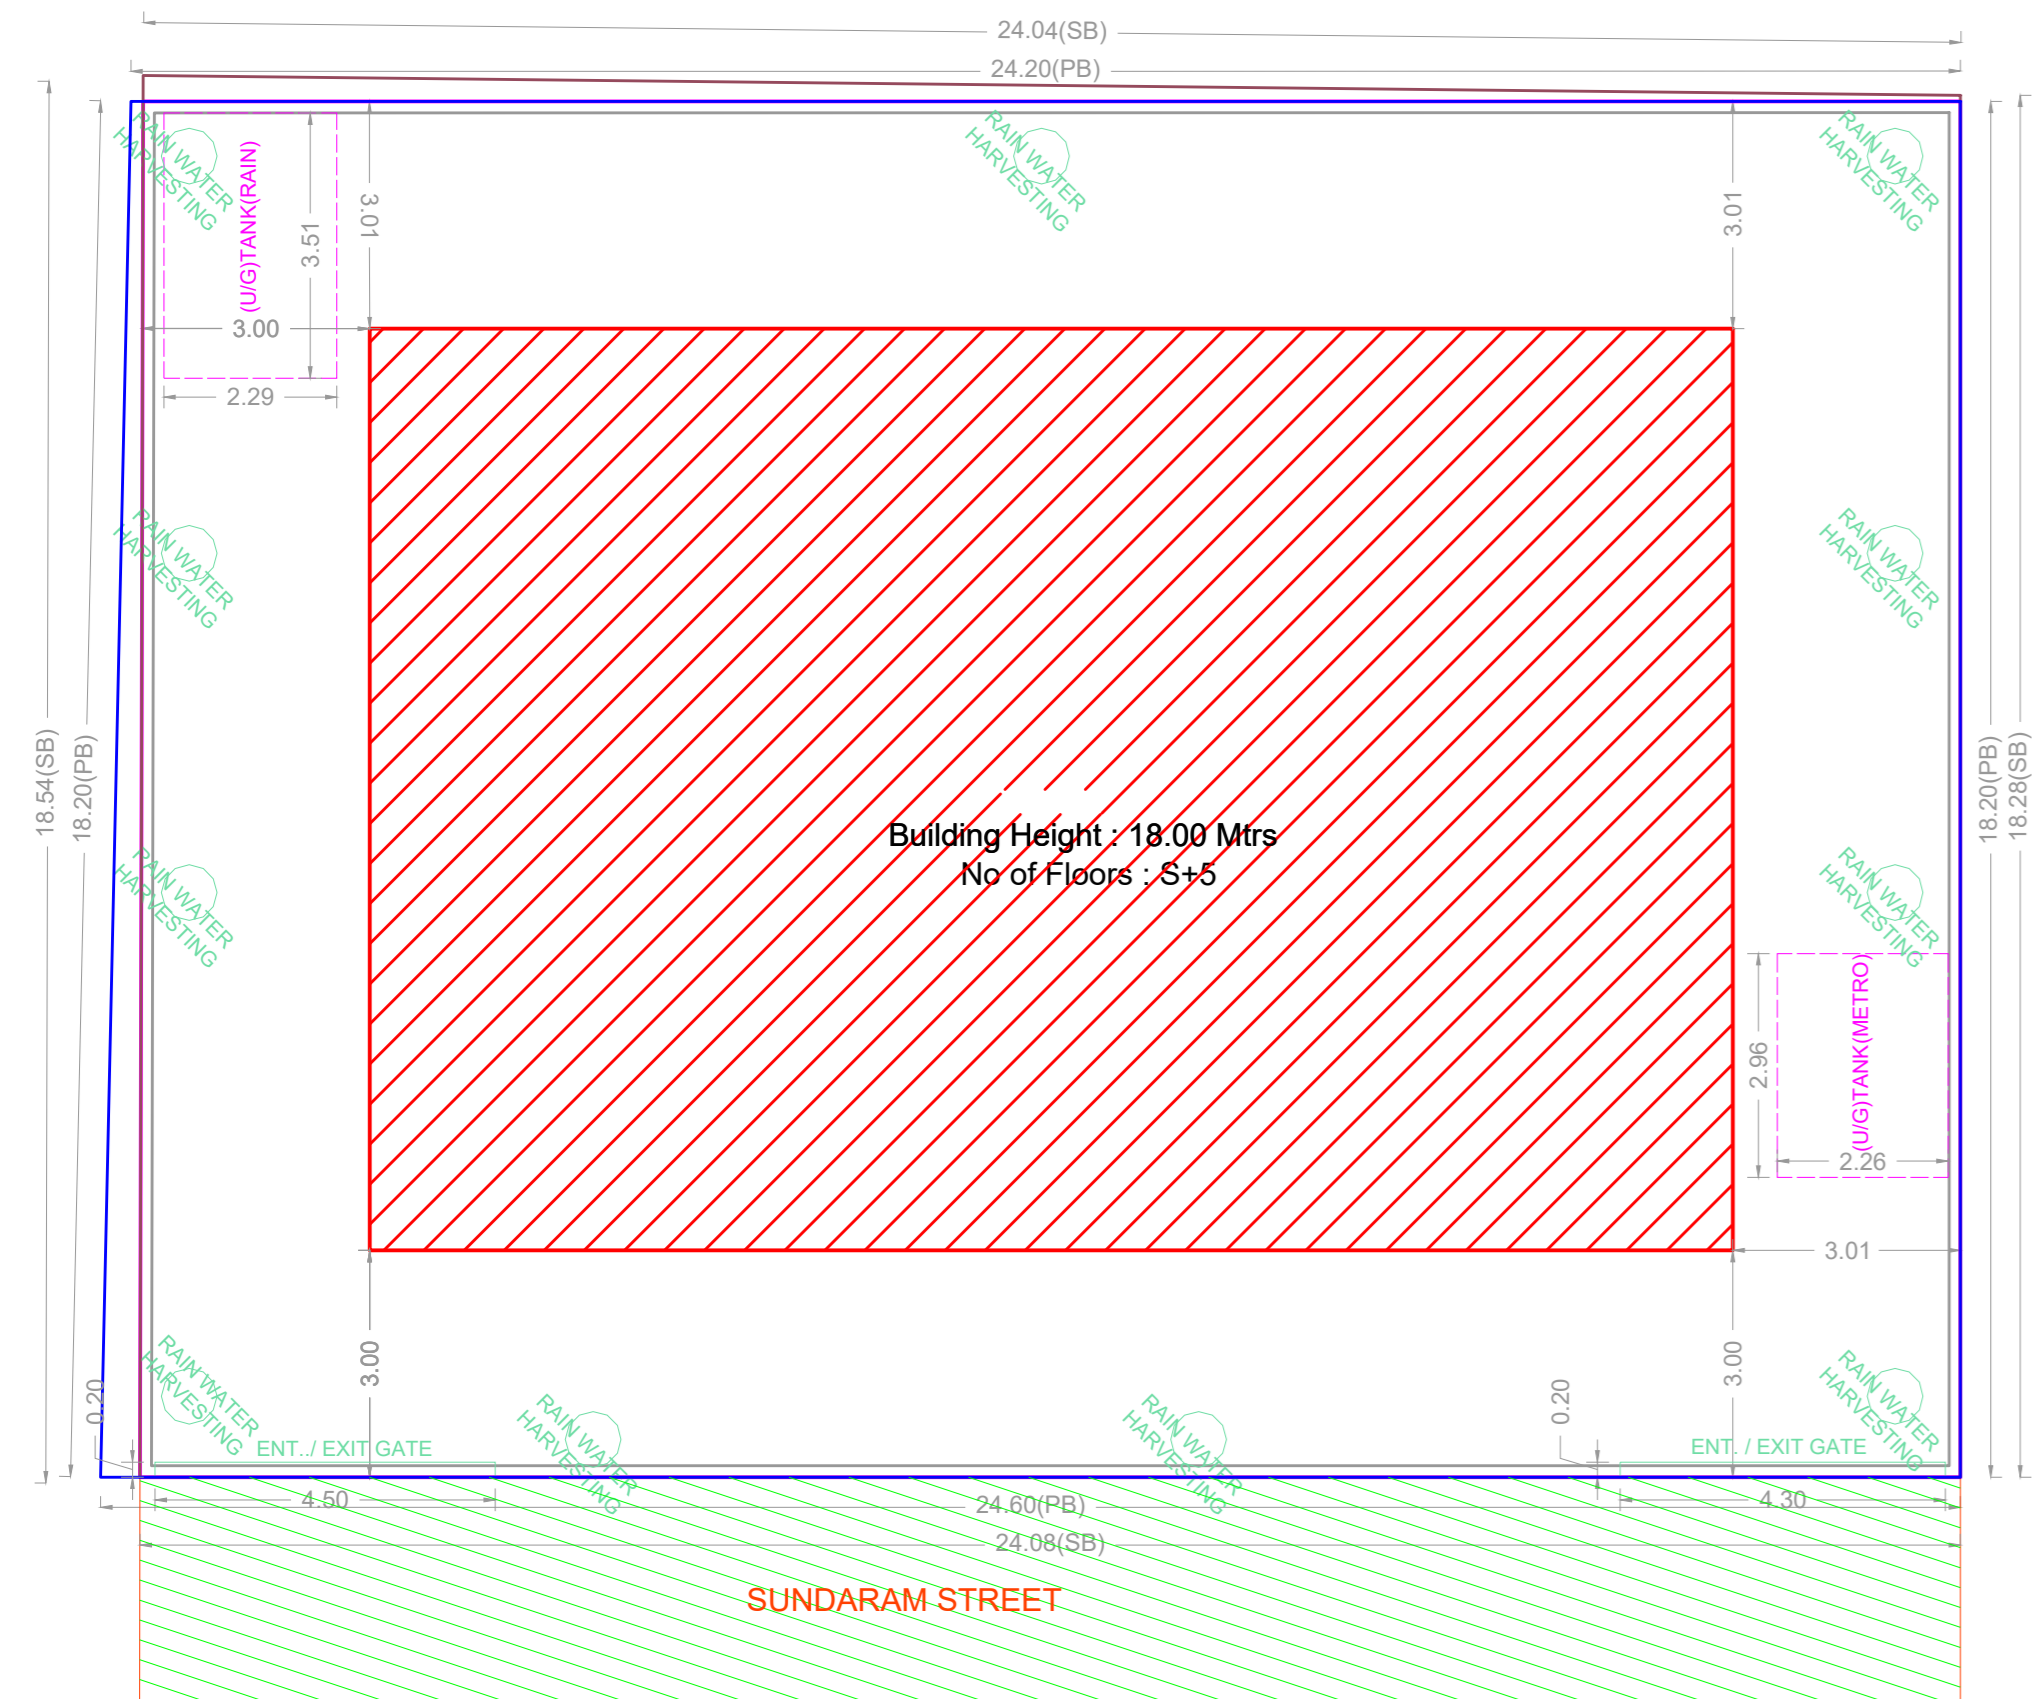 24.04(SB)
24.20(PB)
RAIN WATER
HARVESTING
(U/G)TANK(RAIN)
3.51
3.01
RAIN WATER
HARVESTING
3.01
RAIN WATER
HARVESTING
3.00
2.29
RAIN WATER
HARVESTING
RAIN WATER
HARVESTING
18.54(SB)
18.20(PB)
18.20(PB)
18.28(SB)
Building Height : 18.00 Mtrs
No of Floors : S+5
RAIN WATER
HARVESTING
RAIN WATER
HARVESTING
2.96
(U/G)TANK(METRO)
2.26
3.01
3.00
3.00
0.20
RAIN WATER
HARVESTING
ENT../ EXIT GATE
RAIN WATER
HARVESTING
RAIN WATER
HARVESTING
0.20
RAIN WATER
HARVESTING
ENT. / EXIT GATE
4.50
24.60(PB)
4.30
24.08(SB)
SUNDARAM STREET